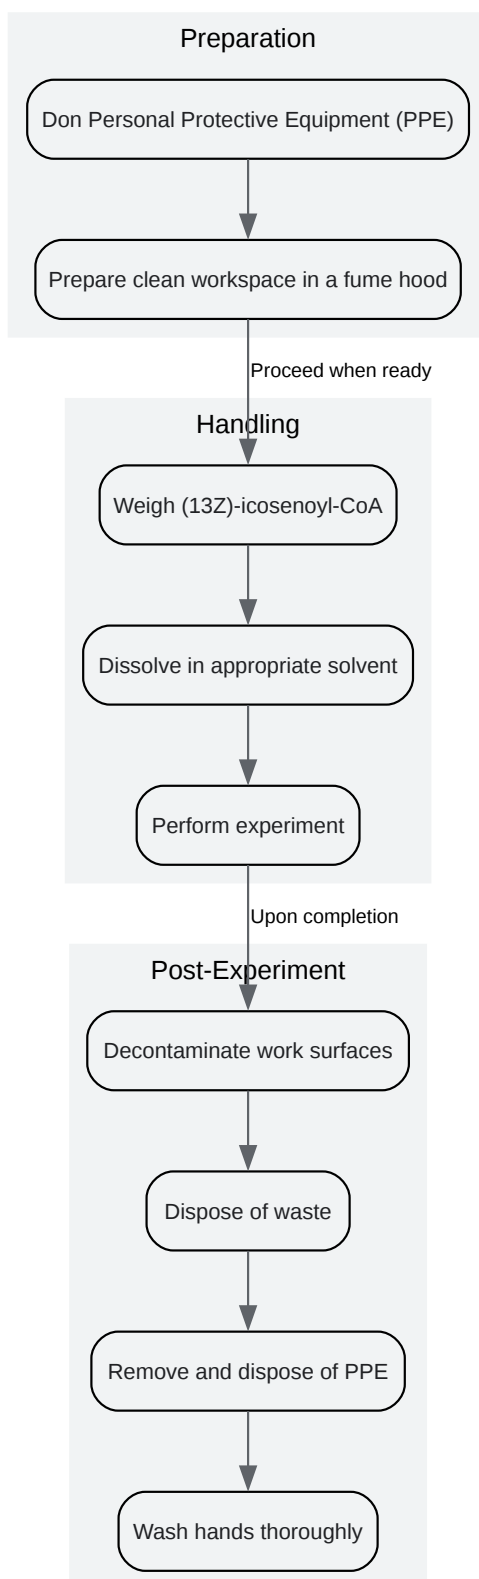 Preparation
Don Personal Protective Equipment (PPE)
Prepare clean workspace in a fume hood
Proceed when ready
Handling
Weigh (13Z)-icosenoyl-CoA
Dissolve in appropriate solvent
Perform experiment
Upon completion
Post-Experiment
Decontaminate work surfaces
Dispose of waste
Remove and dispose of PPE
Wash hands thoroughly